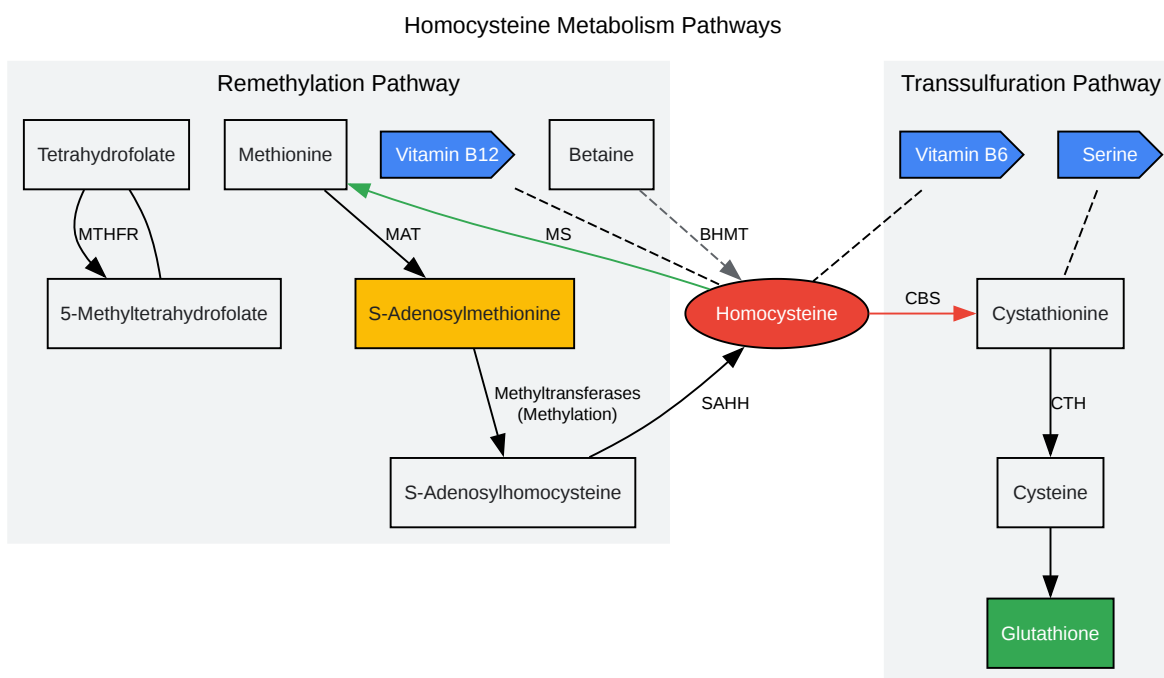 Homocysteine Metabolism Pathways
Remethylation Pathway
Transsulfuration Pathway
Tetrahydrofolate
Methionine
Vitamin B12
Betaine
Vitamin B6
Serine
MTHFR
MAT
MS
BHMT
5-Methyltetrahydrofolate
S-Adenosylmethionine
Homocysteine
CBS
Cystathionine
Methyltransferases
(Methylation)
SAHH
CTH
S-Adenosylhomocysteine
Cysteine
Glutathione